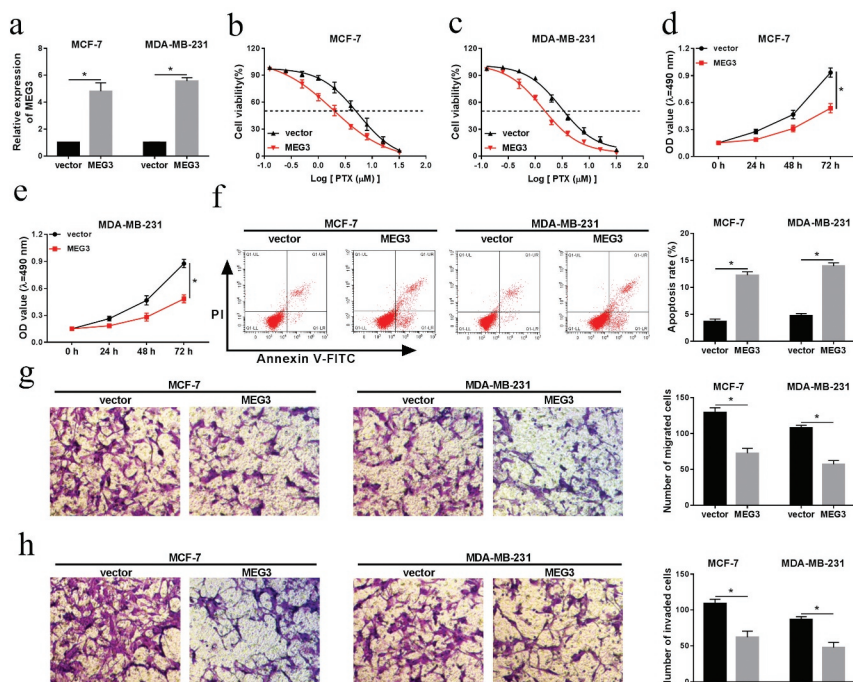 a
MCF-7
MDA-MB-231
Relative expression
of MEG3
8
6
4
2
0
*
*
vector MEG3
vector MEG3
b
MCF-7
Cell viability(%)
150
100
50
0
vector
MEG3
-1.0 -0.5 0.0 0.5 1.0 1.5 2.0
Log [ PTX (μM) ]
c
MDA-MB-231
Cell viability(%)
150
100
50
0
vector
MEG3
-1.0 -0.5 0.0 0.5 1.0 1.5 2.0
Log [ PTX (μM) ]
d
MCF-7
OD value (λ=490 nm)
1.2
0.9
0.6
0.3
0.0
vector
MEG3
*
0 h 24 h 48 h 72 h
e
MDA-MB-231
OD value (λ=490 nm)
1.2
0.9
0.6
0.3
0.0
vector
MEG3
*
0 h 24 h 48 h 72 h
f
MCF-7
MDA-MB-231
vector
MEG3
vector
MEG3
PI
Annexin V-FITC
MCF-7
MDA-MB-231
Apoptosis rate (%)
20
15
10
5
0
*
*
vector MEG3
vector MEG3
g
MCF-7
MDA-MB-231
vector
MEG3
vector
MEG3
MCF-7
MDA-MB-231
Number of migrated cells
150
100
50
0
*
*
vector MEG3
vector MEG3
h
MCF-7
MDA-MB-231
vector
MEG3
vector
MEG3
MCF-7
MDA-MB-231
Number of invaded cells
150
100
50
0
*
*